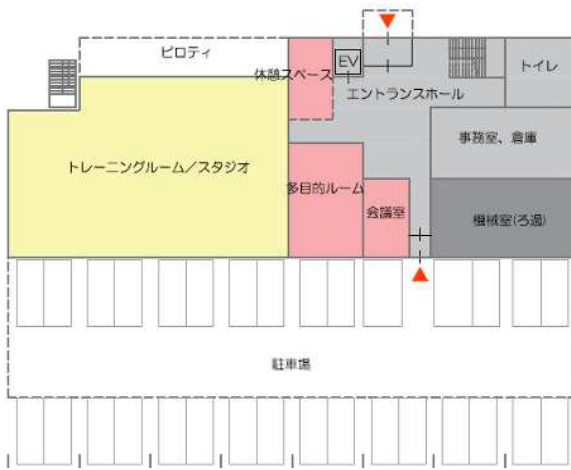 ピロティ
EV
トイレ
休憩スペース
エントランスホール
事務室、倉庫
トレーニングルーム／スタジオ
多目的ルーム
会議室
機械室(ろ過)
駐車場